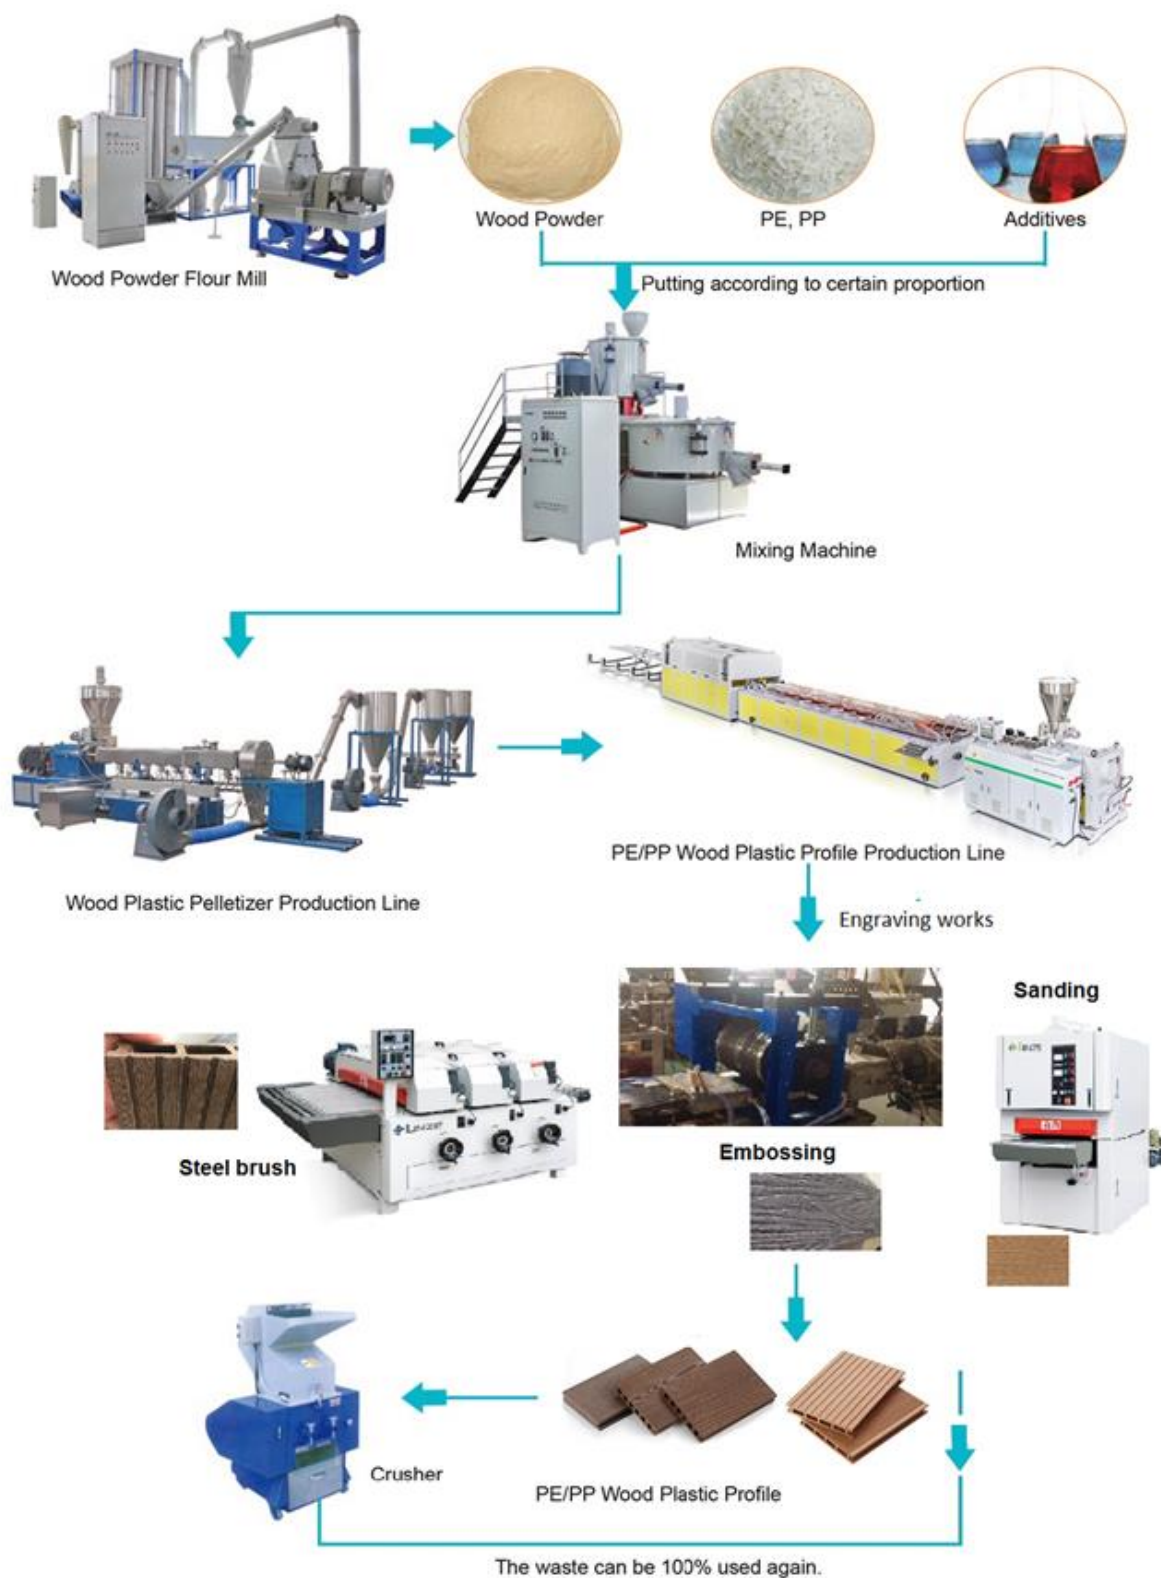 Wood Powder
PE, PP
Additives
Wood Powder Flour Mill
Putting according to certain proportion
Mixing Machine
PE/PP Wood Plastic Profile Production Line
Wood Plastic Pelletizer Production Line
Engraving works
Sanding
Steel brush
Embossing
Crusher
PE/PP Wood Plastic Profile
The waste can be 100% used again.